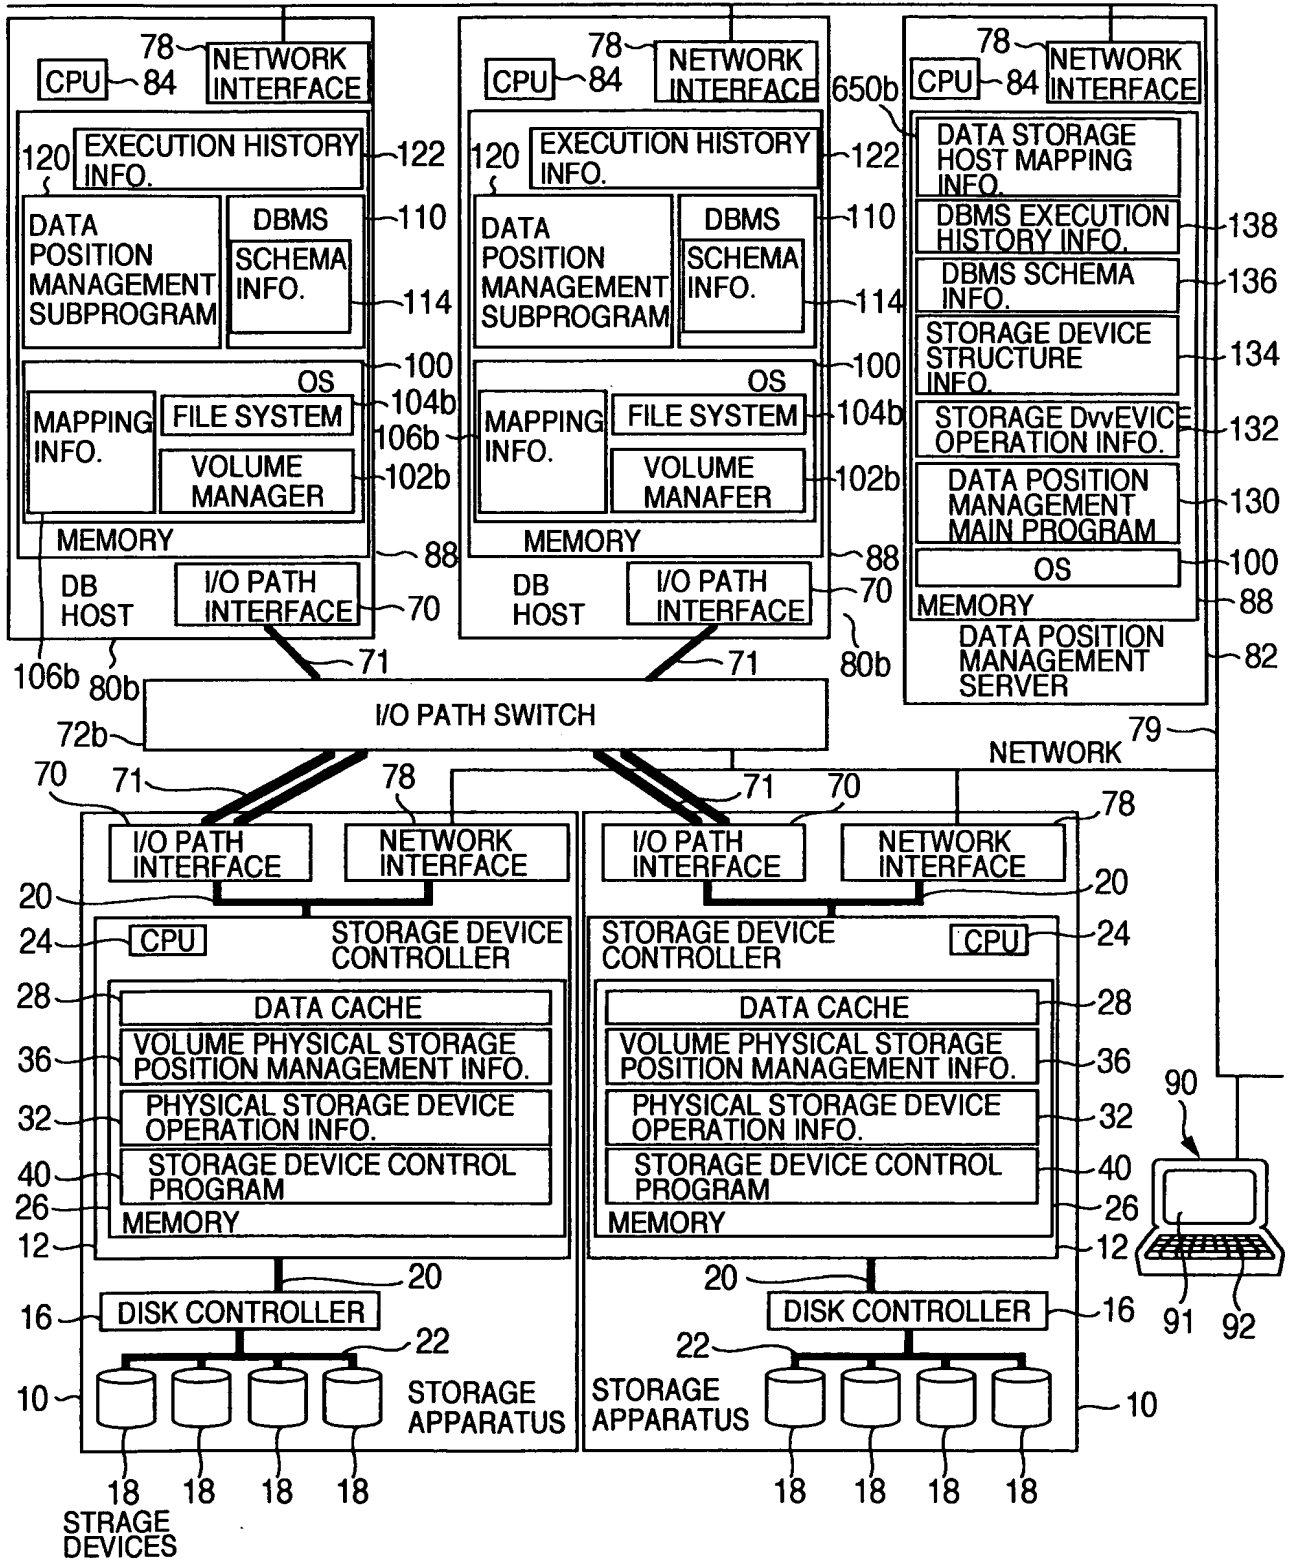 78
NETWORK
INTERFACE
CPU
84
EXECUTION HISTORY
INFO.
120
122
DATA
POSITION
MANAGEMENT
SUBPROGRAM
DBMS
110
SCHEMA
INFO.
114
100
OS
MAPPING
INFO.
FILE SYSTEM
104b
VOLUME
MANAGER
102b
MEMORY
88
DB
HOST
I/O PATH
INTERFACE
70
106b
80b
71
78
NETWORK
INTERFACE
CPU
84
EXECUTION HISTORY
INFO.
120
122
DATA
POSITION
MANAGEMENT
SUBPROGRAM
DBMS
110
SCHEMA
INFO.
114
100
OS
106b
MAPPING
INFO.
FILE SYSTEM
104b
VOLUME
MANAFER
102b
MEMORY
88
DB
HOST
I/O PATH
INTERFACE
70
80b
71
78
NETWORK
INTERFACE
CPU
84
650b
DATA STORAGE
HOST MAPPING
INFO.
DBMS EXECUTION
HISTORY INFO.
138
DBMS SCHEMA
INFO.
136
STORAGE DEVICE
STRUCTURE
INFO.
134
STORAGE DvvEVICE
OPERATION INFO.
132
DATA POSITION
MANAGEMENT
MAIN PROGRAM
130
OS
100
MEMORY
88
DATA POSITION
MANAGEMENT
SERVER
82
I/O PATH SWITCH
72b
NETWORK
79
70
71
78
I/O PATH
INTERFACE
NETWORK
INTERFACE
20
24
CPU
STORAGE DEVICE
CONTROLLER
28
DATA CACHE
36
VOLUME PHYSICAL STORAGE
POSITION MANAGEMENT INFO.
32
PHYSICAL STORAGE DEVICE
OPERATION INFO.
40
STORAGE DEVICE CONTROL
PROGRAM
26
MEMORY
12
20
16
DISK CONTROLLER
22
10
STORAGE
APPARATUS
18
18
18
18
STRAGE
DEVICES
71
70
78
I/O PATH
INTERFACE
NETWORK
INTERFACE
20
STORAGE DEVICE
CONTROLLER
CPU
24
DATA CACHE
28
VOLUME PHYSICAL STORAGE
POSITION MANAGEMENT INFO.
36
PHYSICAL STORAGE DEVICE
OPERATION INFO.
32
STORAGE DEVICE CONTROL
PROGRAM
40
MEMORY
26
12
20
DISK CONTROLLER
16
22
STORAGE
APPARATUS
10
18
18
18
18
90
91
92